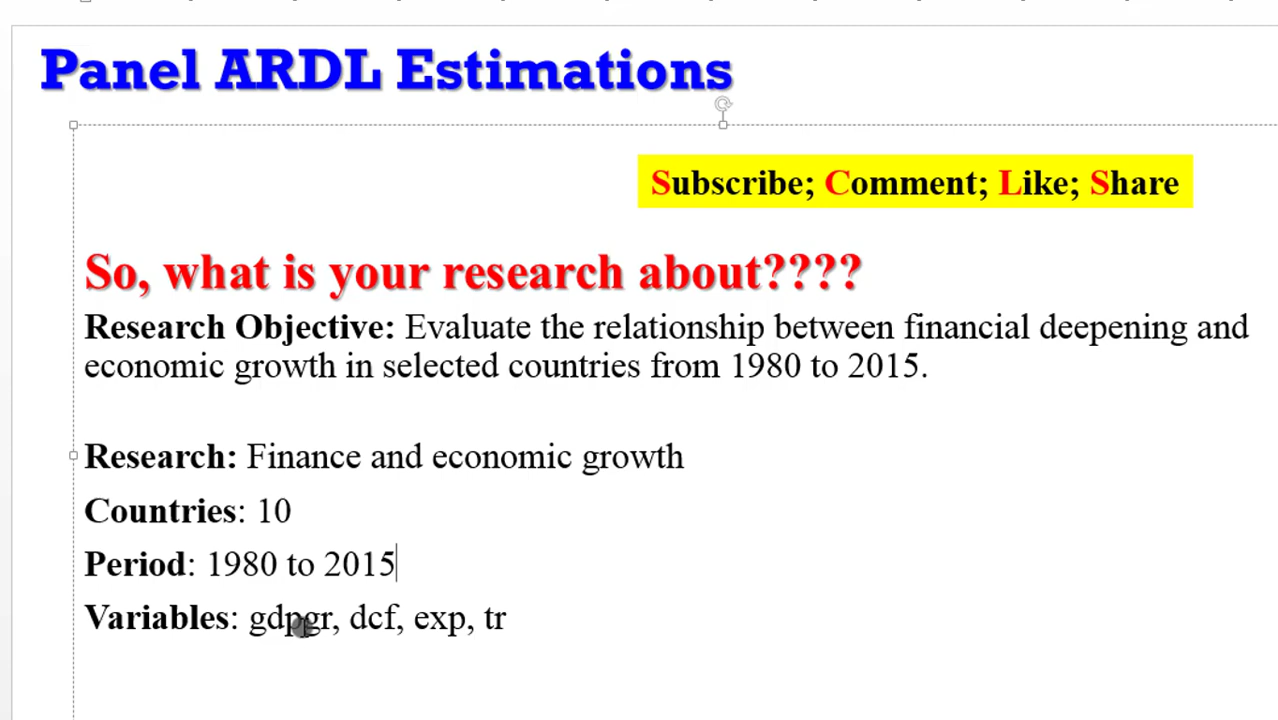 Panel ARDL Estimations
Subscribe; Comment; Like; Share
So, what is your research about????
Research Objective: Evaluate the relationship between financial deepening and
economic growth in selected countries from 1980 to 2015.
Research: Finance and economic growth
Countries: 10
Period: 1980 to 2015
Variables: gdpgr, dcf, exp, tr